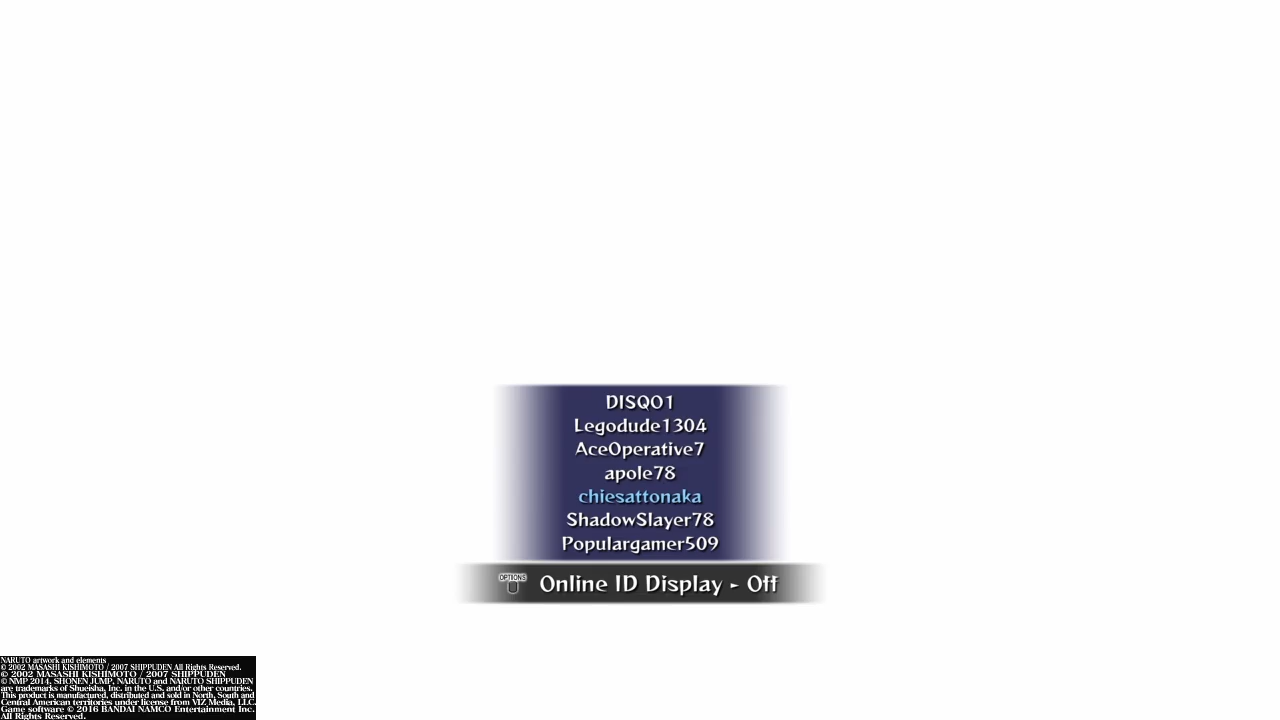 DISQO1
Legodude1304
AceOperative7
apole78
chiesattonaka
ShadowSlayer78
Populargamer509
OPTIONS Online ID Display - Off
NARUTO artwork and elements
© 2002 MASASHI KISHIMOTO / 2007 SHIPPUDEN All Rights Reserved.
© 2002 MASASHI KISHIMOTO / 2007 SHIPPUDEN
© NMP 2014, SHONEN JUMP, NARUTO and NARUTO SHIPPUDEN
are trademarks of Shueisha, Inc. in the U.S. and/or other countries.
This product is manufactured, distributed and sold in North, South and
Central American territories under license from VIZ Media, LLC.
Game software © 2016 BANDAI NAMCO Entertainment Inc.
All Rights Reserved.